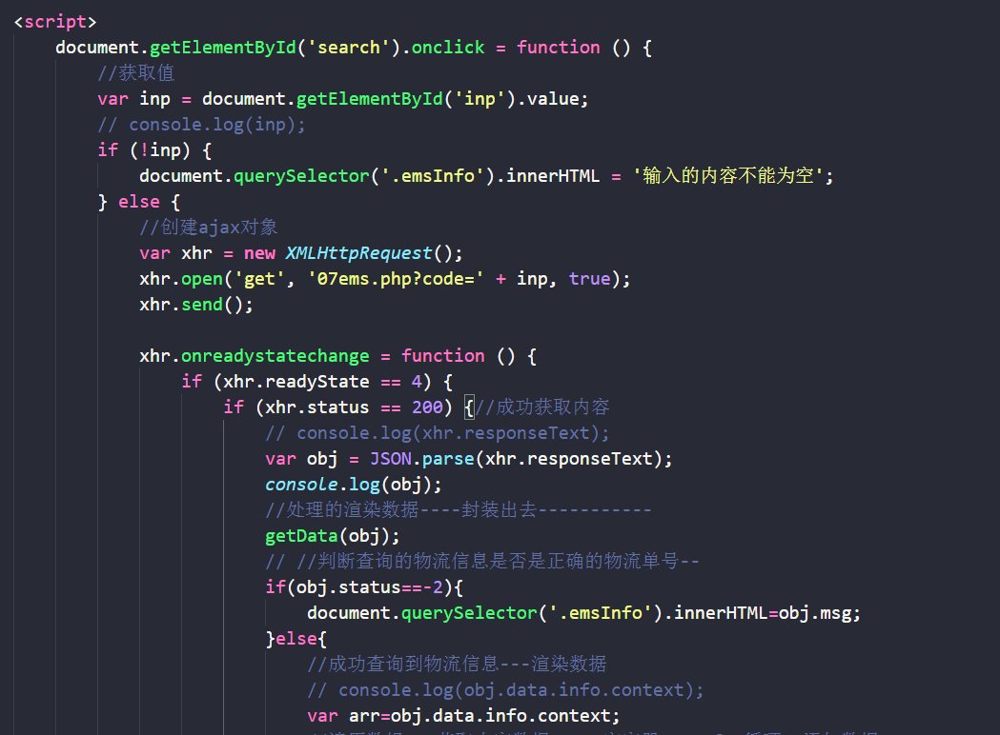 <script>
document.getElementById('search').onclick = function () {
//获取值
var inp = document.getElementById('inp').value;
// console.log(inp);
if (!inp) {
document.querySelector('.emsInfo').innerHTML = '输入的内容不能为空';
} else {
//创建ajax对象
var xhr = new XMLHttpRequest();
xhr.open('get', '07ems.php?code=' + inp, true);
xhr.send();
xhr.onreadystatechange = function () {
if (xhr.readyState == 4) {
if (xhr.status == 200) {//成功获取内容
// console.log(xhr.responseText);
var obj = JSON.parse(xhr.responseText);
console.log(obj);
//处理的渲染数据----封装出去-----------
getData(obj);
// //判断查询的物流信息是否是正确的物流单号--
if(obj.status==-2){
document.querySelector('.emsInfo').innerHTML=obj.msg;
}else{
//成功查询到物流信息---渲染数据
// console.log(obj.data.info.context);
var arr=obj.data.info.context;